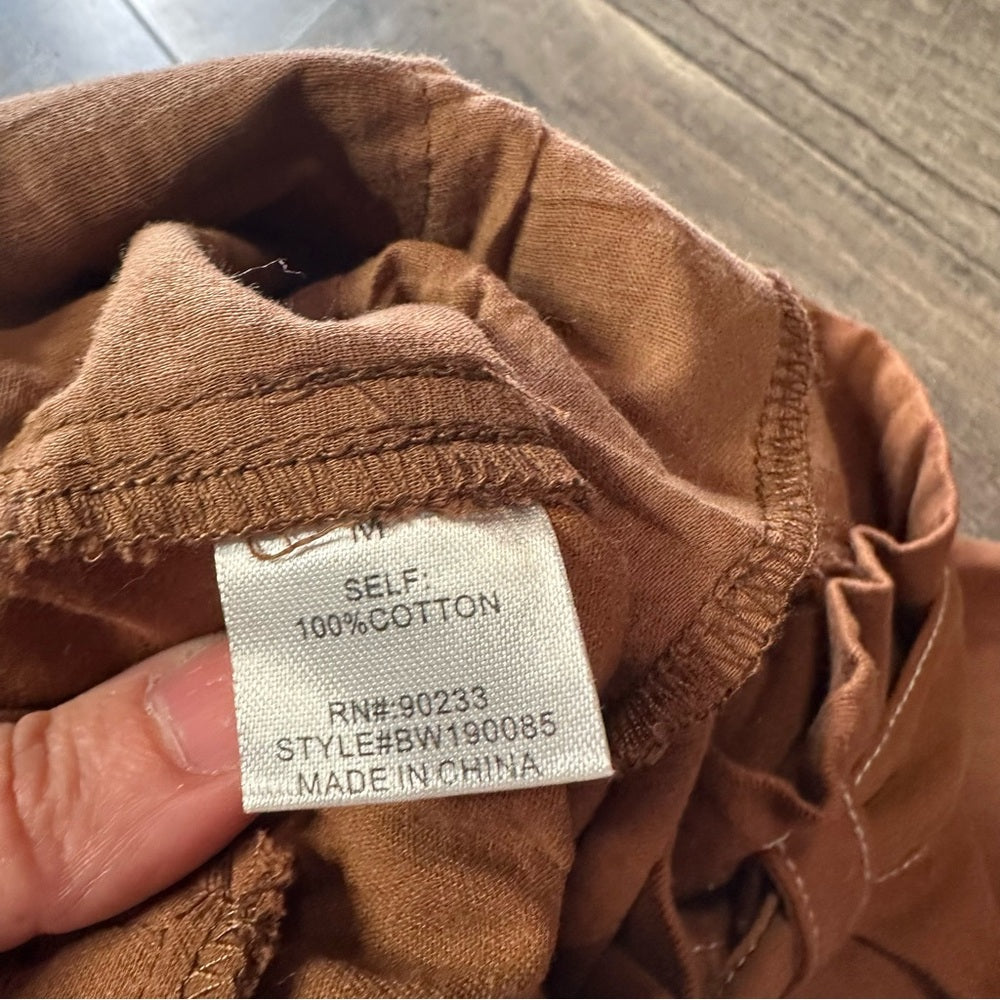 M
SELF:
100%COTTON
RN#:90233
STYLE#BW190085
MADE IN CHINA